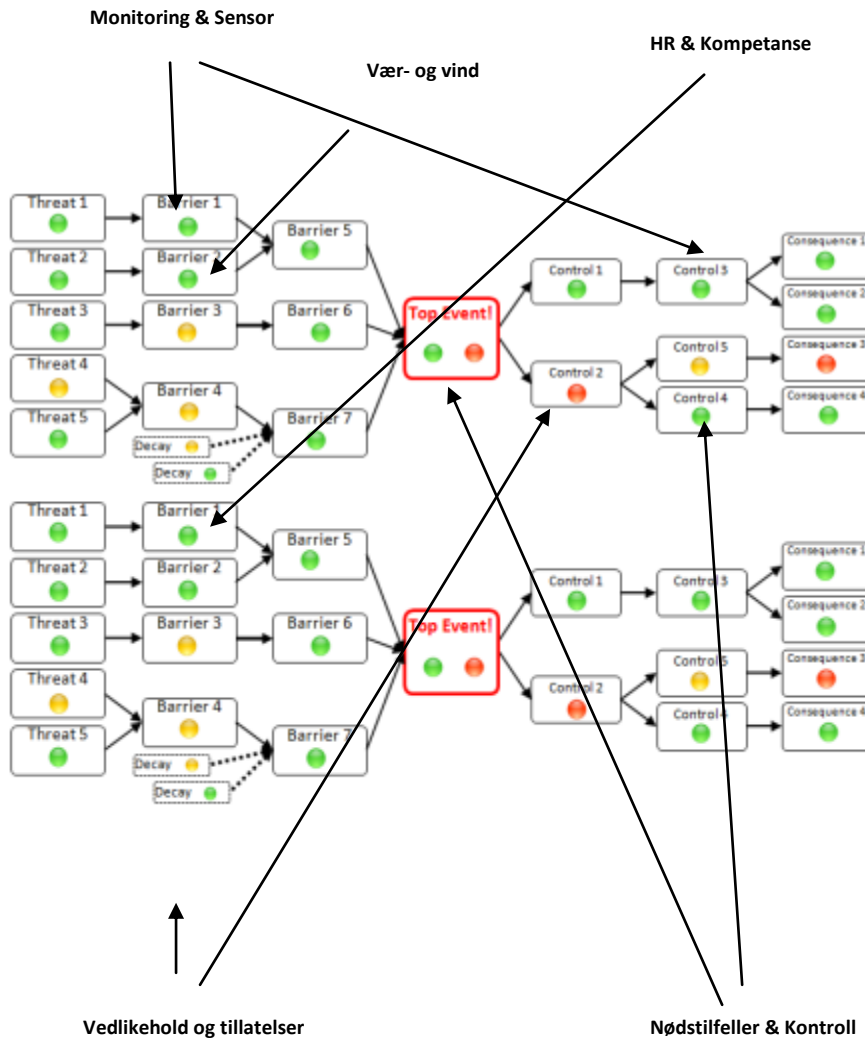 Monitoring & Sensor
HR & Kompetanse
Vær- og vind
Threat 1
Barrier 1
Barrier 5
Threat 2
Barrier 2
Control 1
Control 3
Consequence 1
Consequence 2
Threat 3
Barrier 3
Barrier 6
Top Event!
Threat 4
Barrier 4
Control 2
Control 5
Consequence 3
Threat 5
Barrier 7
Control 4
Consequence 4
Decay
Decay
Threat 1
Barrier 1
Barrier 5
Threat 2
Barrier 2
Control 1
Control 3
Consequence 1
Consequence 2
Threat 3
Barrier 3
Barrier 6
Top Event!
Threat 4
Barrier 4
Control 2
Control 5
Consequence 3
Threat 5
Barrier 7
Control 4
Consequence 4
Decay
Decay
Vedlikehold og tillatelser
Nødstilfeller & Kontroll